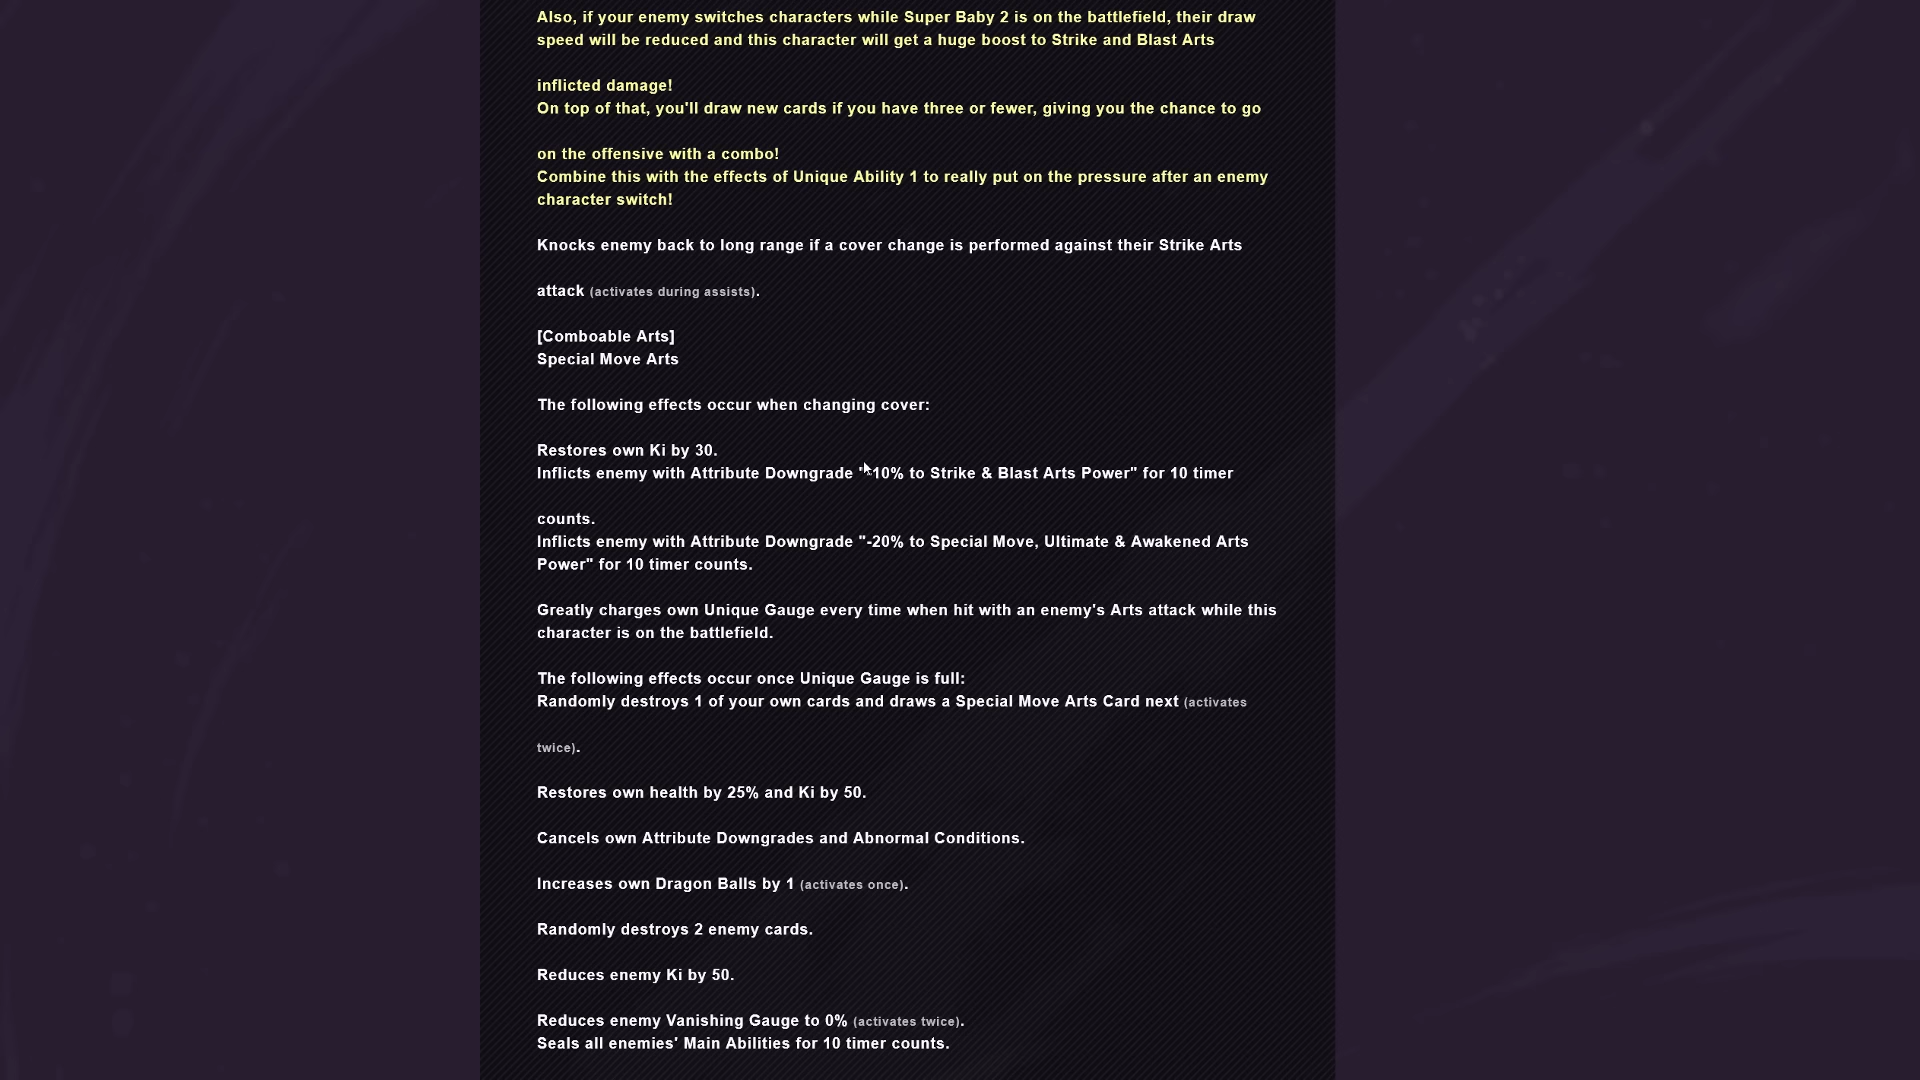 Also, if your enemy switches characters while Super Baby 2 is on the battlefield, their draw
speed will be reduced and this character will get a huge boost to Strike and Blast Arts
inflicted damage!
On top of that, you'll draw new cards if you have three or fewer, giving you the chance to go
on the offensive with a combo!
Combine this with the effects of Unique Ability 1 to really put on the pressure after an enemy
character switch!
Knocks enemy back to long range if a cover change is performed against their Strike Arts
attack (activates during assists).
[Comboable Arts]
Special Move Arts
The following effects occur when changing cover:
Restores own Ki by 30.
Inflicts enemy with Attribute Downgrade "-10% to Strike & Blast Arts Power" for 10 timer
counts.
Inflicts enemy with Attribute Downgrade "-20% to Special Move, Ultimate & Awakened Arts
Power" for 10 timer counts.
Greatly charges own Unique Gauge every time when hit with an enemy's Arts attack while this
character is on the battlefield.
The following effects occur once Unique Gauge is full:
Randomly destroys 1 of your own cards and draws a Special Move Arts Card next (activates
twice).
Restores own health by 25% and Ki by 50.
Cancels own Attribute Downgrades and Abnormal Conditions.
Increases own Dragon Balls by 1 (activates once).
Randomly destroys 2 enemy cards.
Reduces enemy Ki by 50.
Reduces enemy Vanishing Gauge to 0% (activates twice).
Seals all enemies' Main Abilities for 10 timer counts.